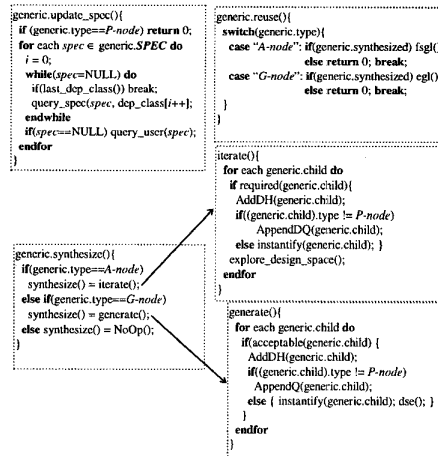 generic.update_spec(){
if (generic.type==P-node) return 0;
for each spec ∈ generic.SPEC do
i = 0;
while(spec=NULL) do
if(last_dep_class()) break;
query_spec(spec, dep_class[i++];
endwhile
if(spec==NULL) query_user(spec);
endfor
}
generic.reuse(){
switch(generic.type){
case "A-node": if(generic.synthesized) fsgl()
else return 0; break;
case "G-node": if(generic.synthesized) egl()
else return 0; break;
}
}
iterate(){
for each generic.child do
if required(generic.child){
AddDH(generic.child);
if((generic.child).type != P-node)
AppendDQ(generic.child);
else instantify(generic.child); }
explore_design_space();
endfor
}
generic.synthesize(){
if(generic.type==A-node)
synthesize() = iterate();
else if(generic.type==G-node)
synthesize() = generate();
else synthesize() = NoOp();
}
generate(){
for each generic.child do
if(acceptable(generic.child) {
AddDH(generic.child);
if((generic.child).type != P-node)
AppendQ(generic.child);
else { instantify(generic.child); dse(); }
}
endfor
}